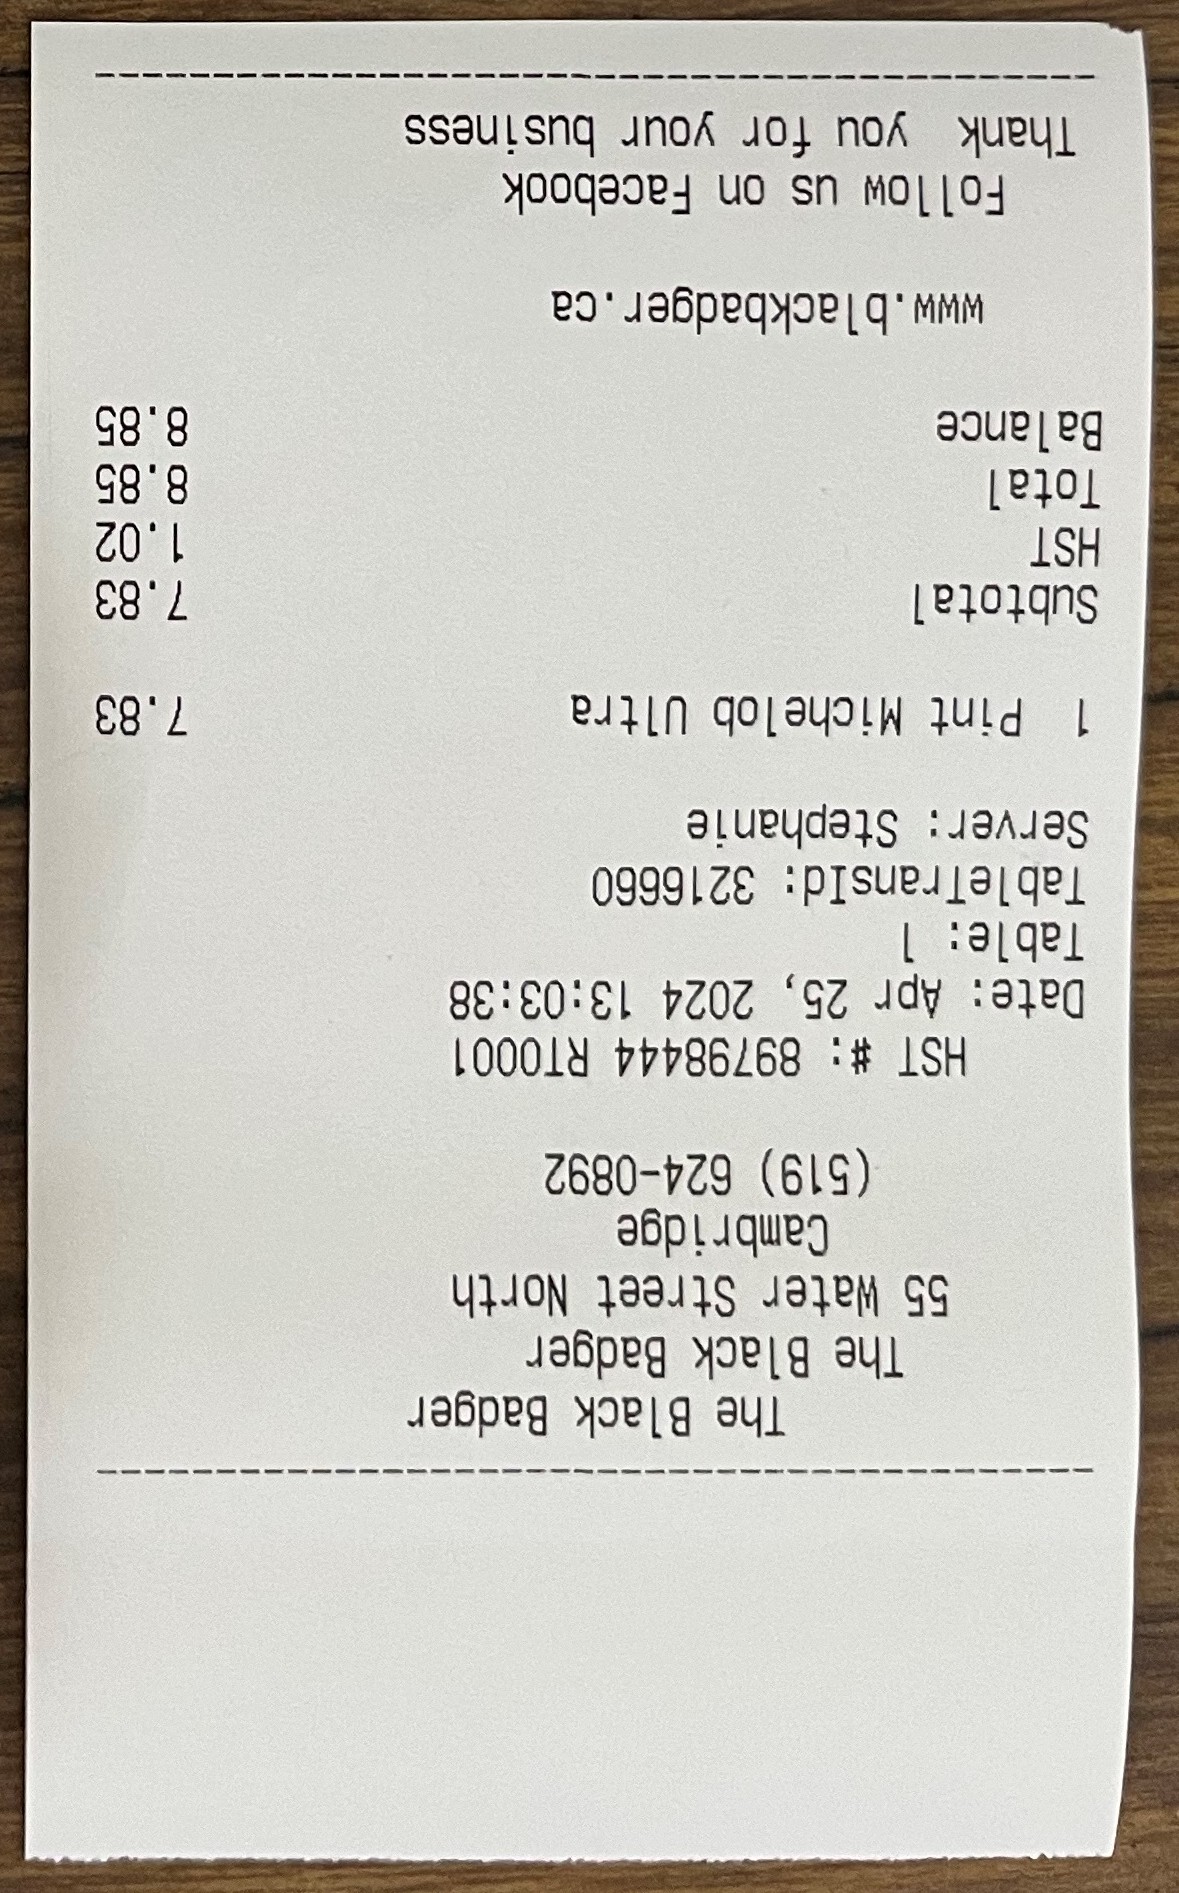 The Black Badger
The Black Badger
55 Water Street North
Cambridge
(519) 624-0892
HST #: 89798444 RT0001
Date: Apr 25, 2024 13:03:38
Table: 1
TableTransId: 3216660
Server: Stephanie
1 Pint Michelob Ultra 7.83
Subtotal 7.83
HST 1.02
Total 8.85
Balance 8.85
www.blackbadger.ca
Follow us on Facebook
Thank you for your business